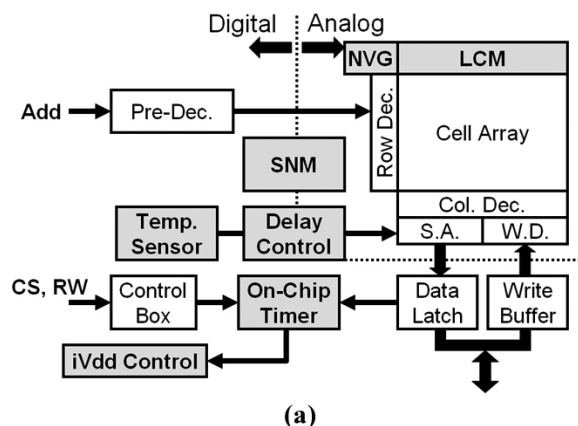 Digital Analog
NVG LCM
Add
Pre-Dec.
Row Dec.
Cell Array
SNM
Col. Dec.
Temp.
Sensor
Delay
Control
S.A. W.D.
CS, RW
Control
Box
On-Chip
Timer
Data
Latch
Write
Buffer
iVdd Control
(a)